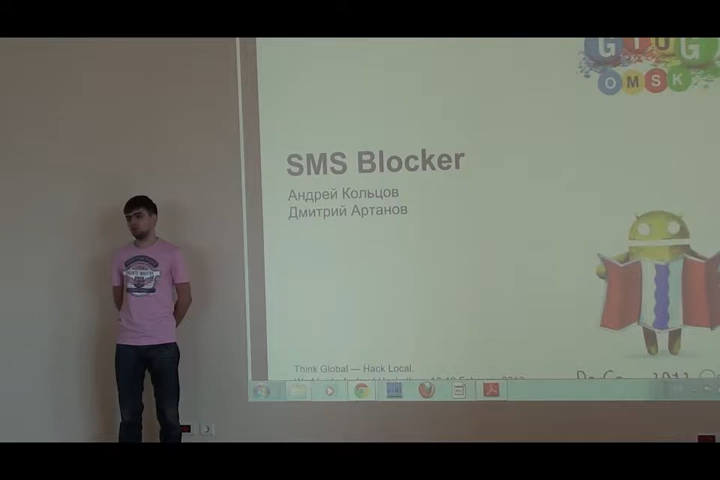 GTUG
OMSK
SMS Blocker
Андрей Кольцов
Дмитрий Артанов
Think Global — Hack Local.